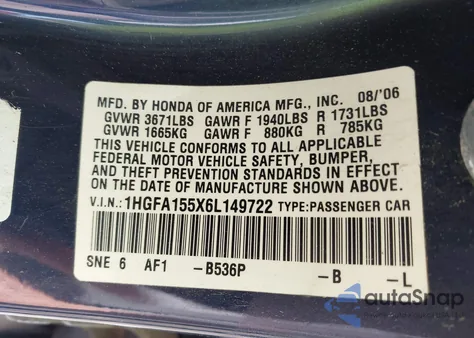 MFD. BY HONDA OF AMERICA MFG., INC. 08/'06
GVWR 3671LBS GAWR F 1940LBS R 1731LBS
GVWR 1665KG GAWR F 880KG R 785KG
THIS VEHICLE CONFORMS TO ALL APPLICABLE
FEDERAL MOTOR VEHICLE SAFETY, BUMPER,
AND THEFT PREVENTION STANDARDS IN EFFECT
ON THE DATE OF MANUFACTURE SHOWN ABOVE.
V.I.N.:1HGFA155X6L149722 TYPE:PASSENGER CAR
SNE 6 AF1 -B536P -B -L
autoSnap